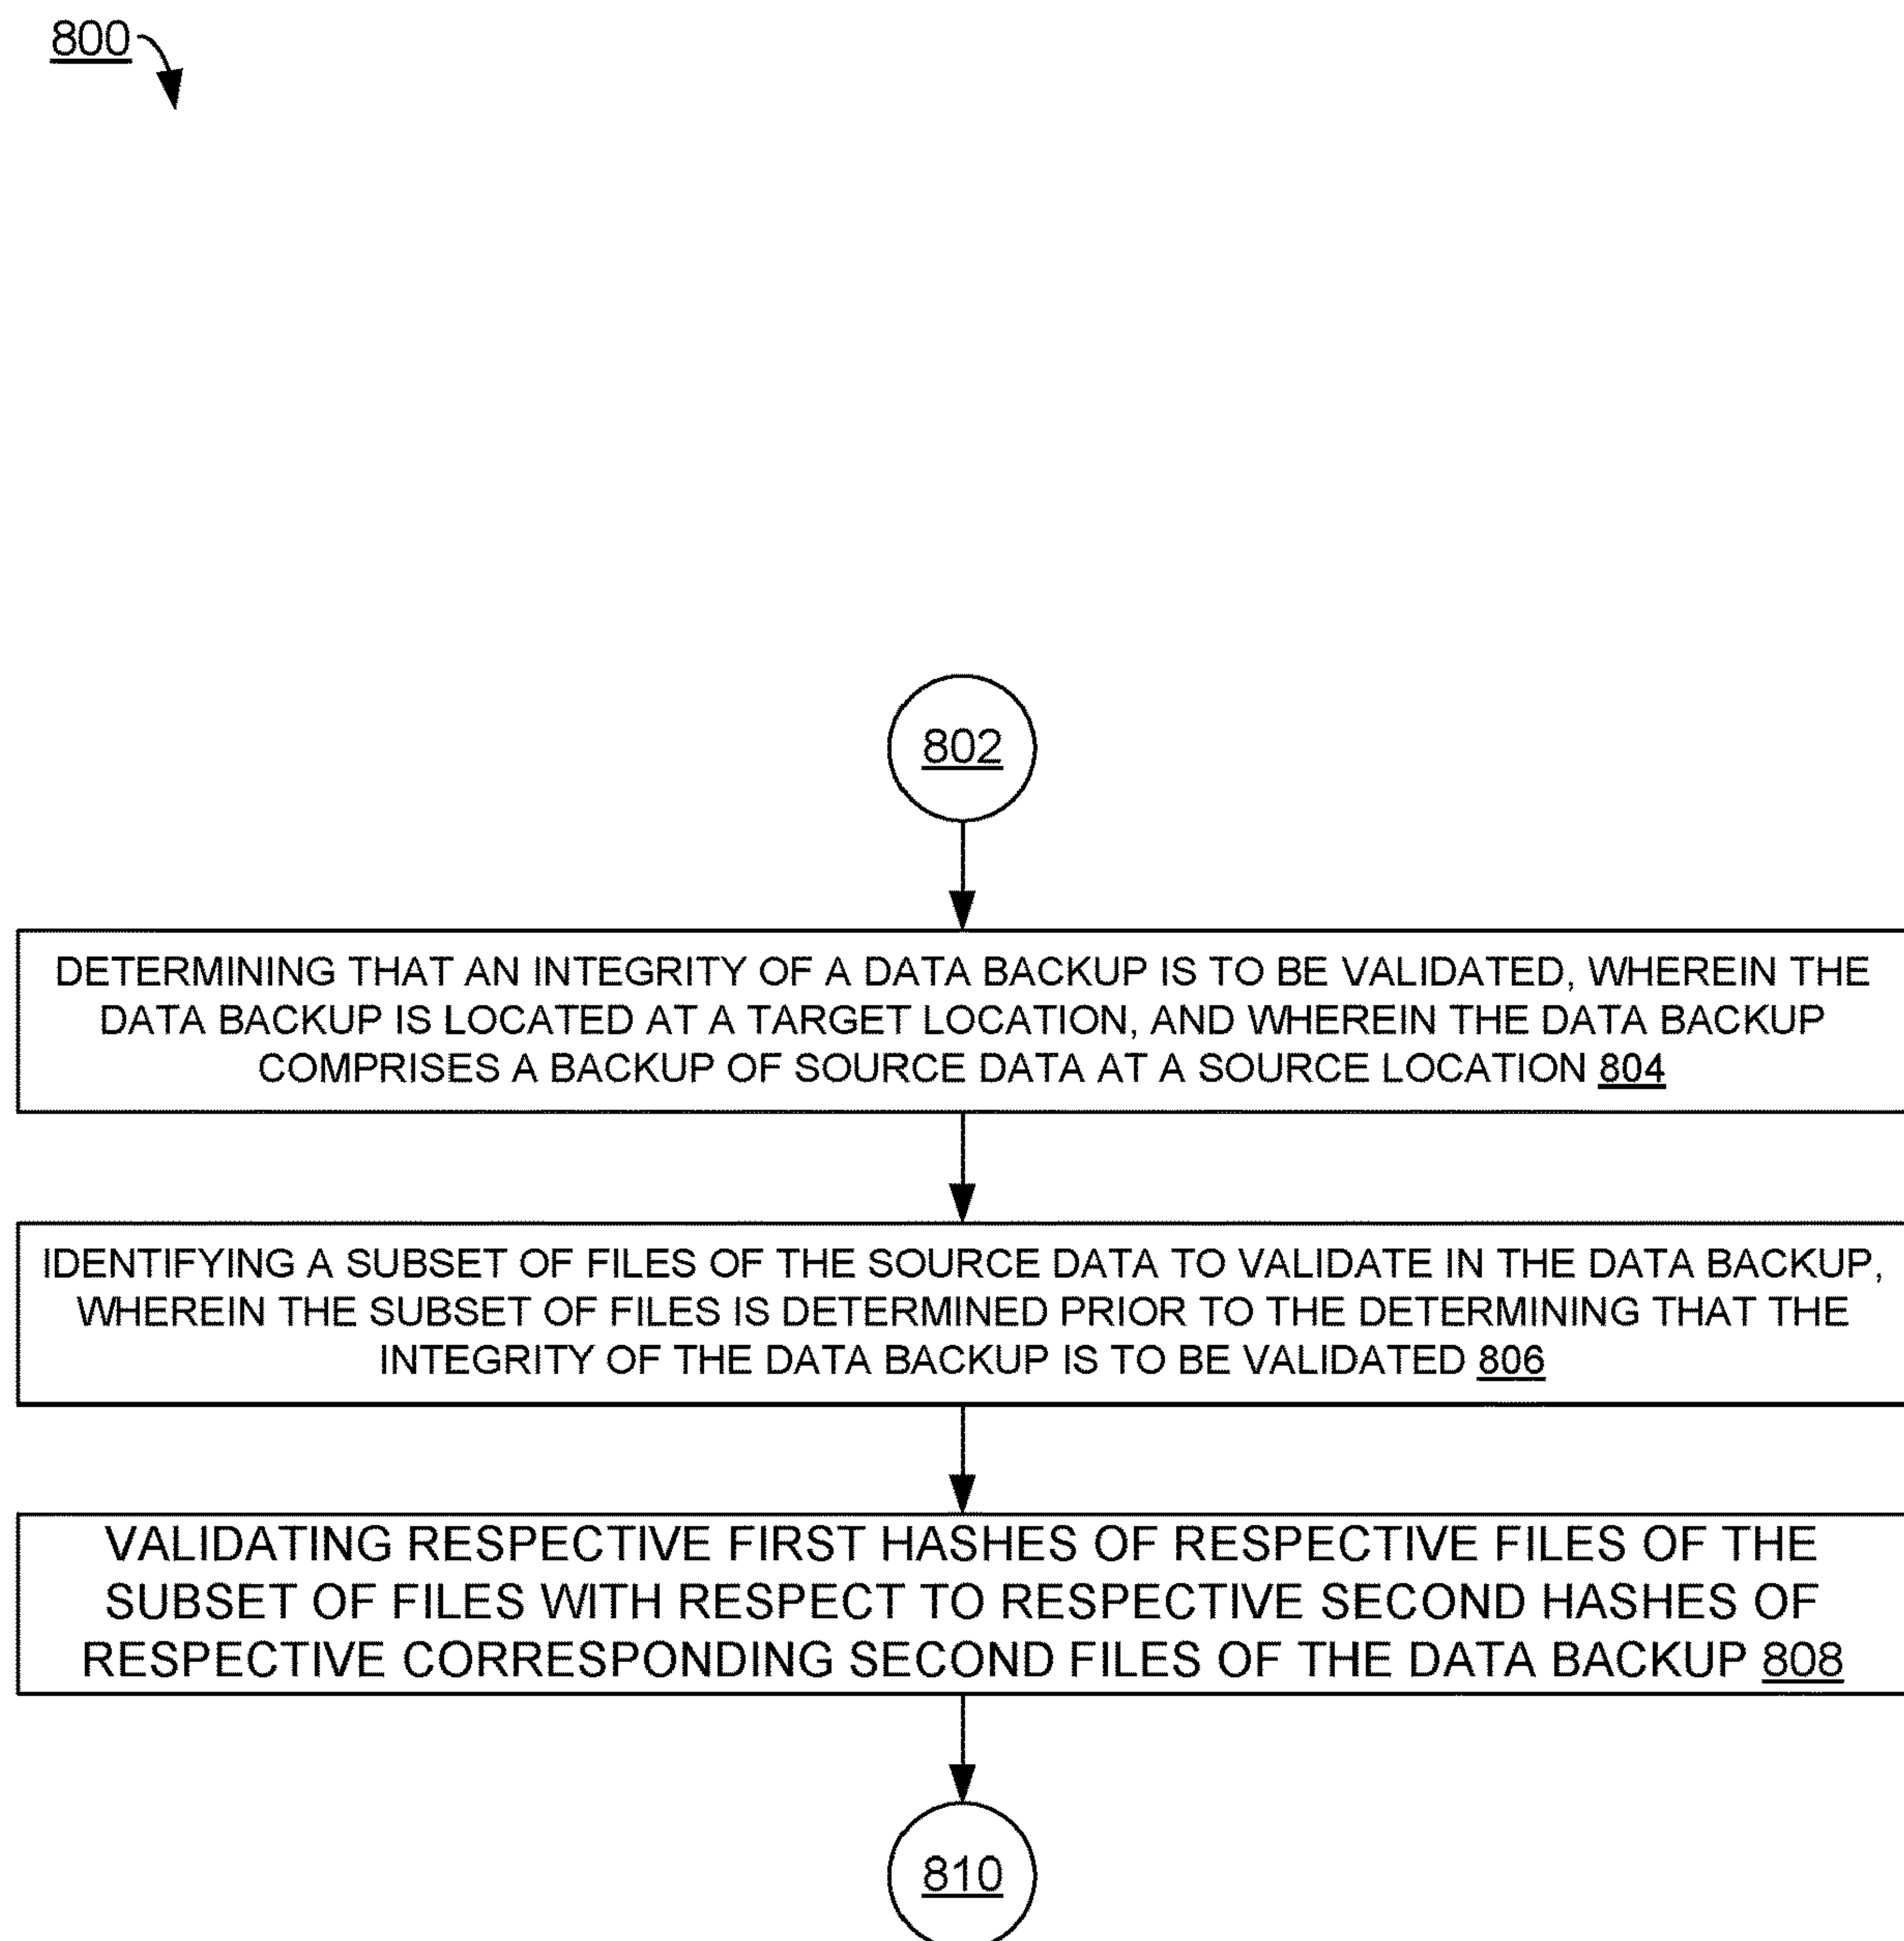 800
802
DETERMINING THAT AN INTEGRITY OF A DATA BACKUP IS TO BE VALIDATED, WHEREIN THE
DATA BACKUP IS LOCATED AT A TARGET LOCATION, AND WHEREIN THE DATA BACKUP
COMPRISES A BACKUP OF SOURCE DATA AT A SOURCE LOCATION 804
IDENTIFYING A SUBSET OF FILES OF THE SOURCE DATA TO VALIDATE IN THE DATA BACKUP,
WHEREIN THE SUBSET OF FILES IS DETERMINED PRIOR TO THE DETERMINING THAT THE
INTEGRITY OF THE DATA BACKUP IS TO BE VALIDATED 806
VALIDATING RESPECTIVE FIRST HASHES OF RESPECTIVE FILES OF THE
SUBSET OF FILES WITH RESPECT TO RESPECTIVE SECOND HASHES OF
RESPECTIVE CORRESPONDING SECOND FILES OF THE DATA BACKUP 808
810